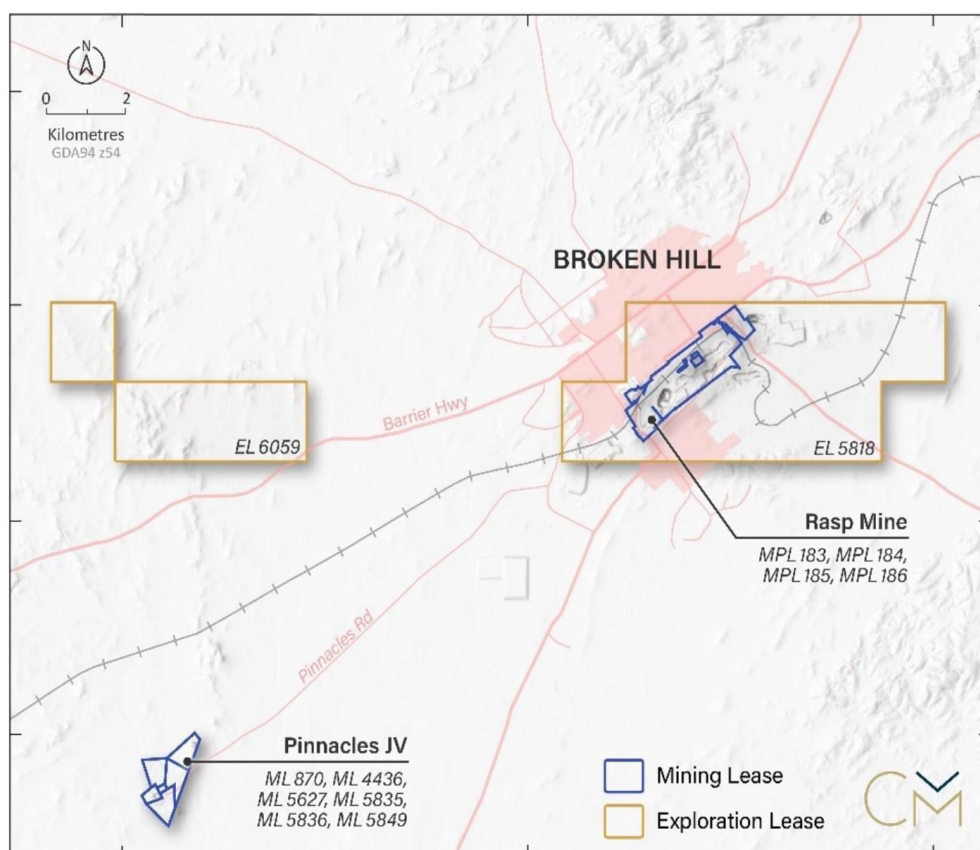 N
0 2
Kilometres
GDA94 z54
BROKEN HILL
Barrier Hwy
EL 6059
EL 5818
Rasp Mine
MPL 183, MPL 184,
MPL 185, MPL 186
Pinnacles Rd
Pinnacles JV
ML 870, ML 4436,
ML 5627, ML 5835,
ML 5836, ML 5849
Mining Lease
Exploration Lease
CM